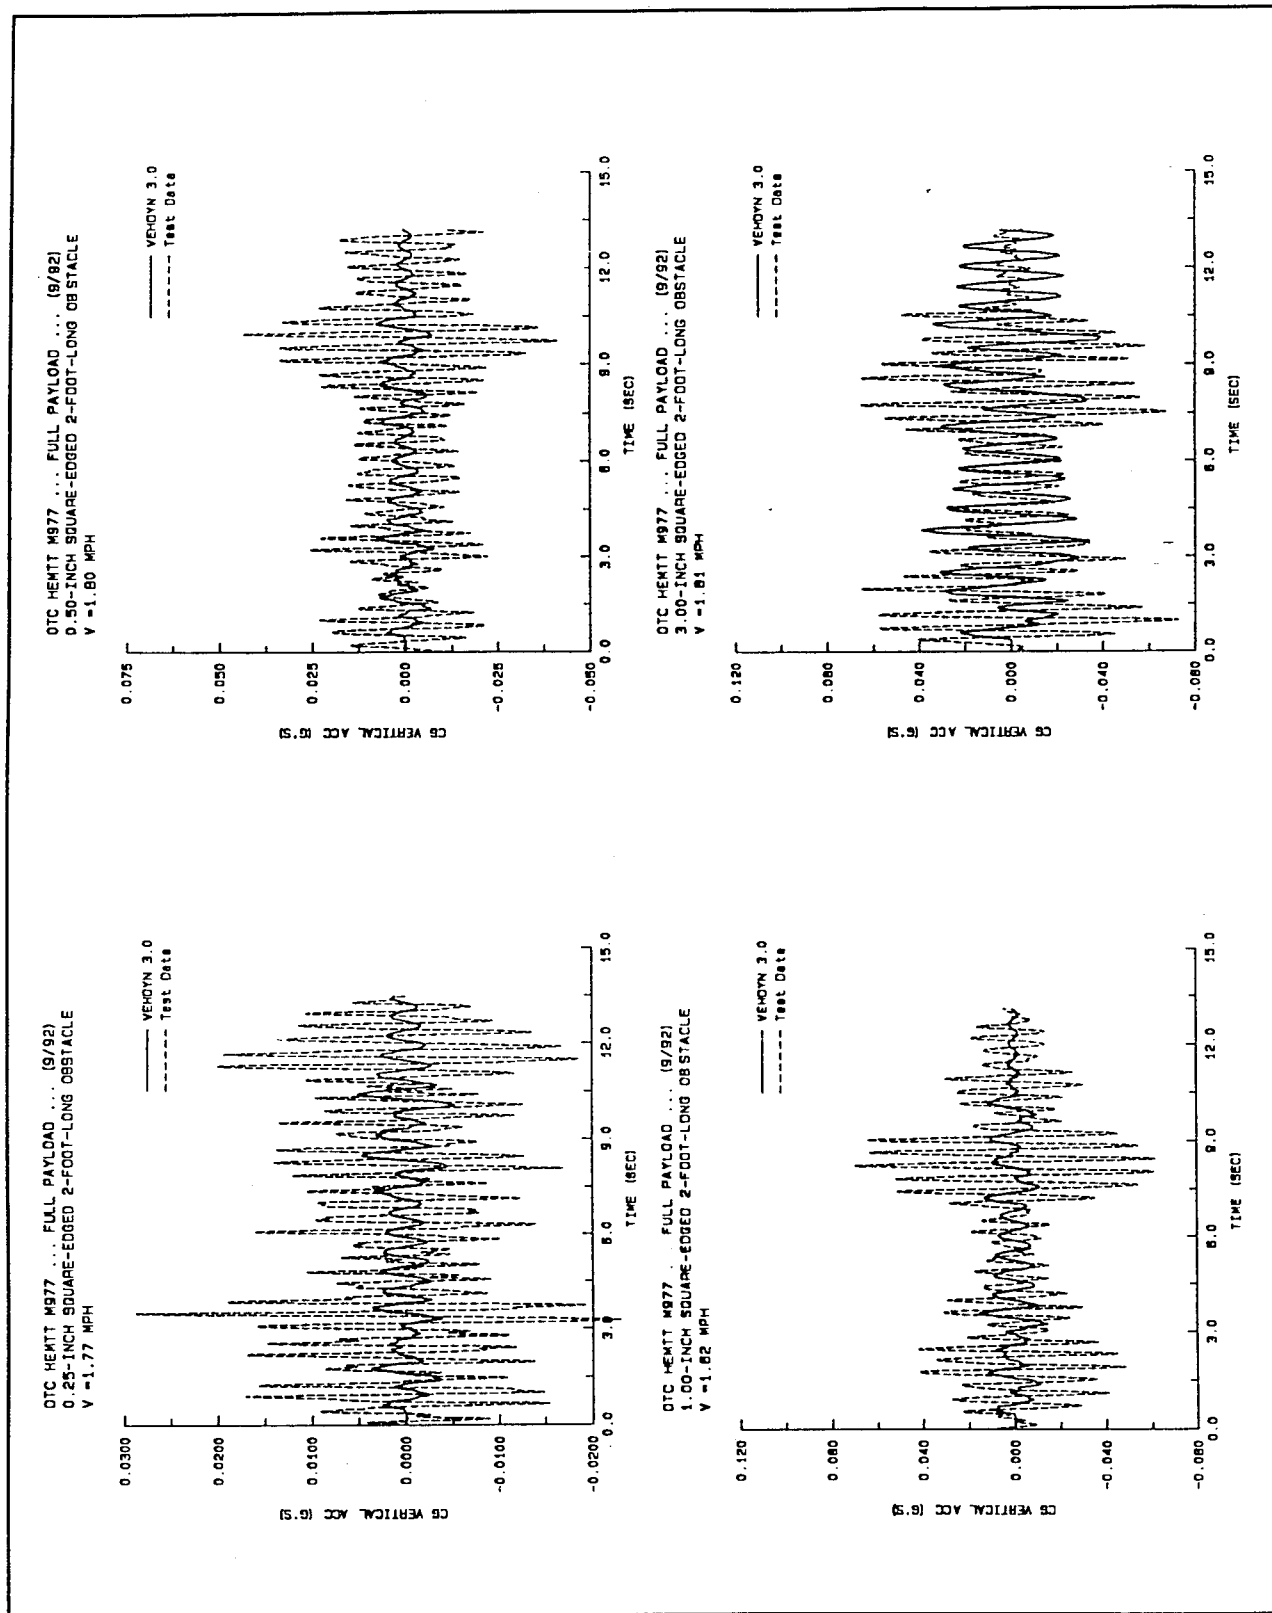 OTC HEMTT M977 ... FULL PAYLOAD ... (9/92)
0.25-INCH SQUARE-EDGED 2-FOOT-LONG OBSTACLE
V =1.77 MPH
VEHDYN 3.0
Test Data
CG VERTICAL ACC (G'S)
0.0300
0.0200
0.0100
0.0000
-0.0100
-0.0200
0.0 3.0 6.0 9.0 12.0 15.0
TIME (SEC)
OTC HEMTT M977 ... FULL PAYLOAD ... (9/92)
0.50-INCH SQUARE-EDGED 2-FOOT-LONG OBSTACLE
V =1.80 MPH
VEHDYN 3.0
Test Data
CG VERTICAL ACC (G'S)
0.075
0.050
0.025
0.000
-0.025
-0.050
0.0 3.0 6.0 9.0 12.0 15.0
TIME (SEC)
OTC HEMTT M977 ... FULL PAYLOAD ... (9/92)
1.00-INCH SQUARE-EDGED 2-FOOT-LONG OBSTACLE
V =1.82 MPH
VEHDYN 3.0
Test Data
CG VERTICAL ACC (G'S)
0.120
0.080
0.040
0.000
-0.040
-0.080
0.0 3.0 6.0 9.0 12.0 15.0
TIME (SEC)
OTC HEMTT M977 ... FULL PAYLOAD ... (9/92)
3.00-INCH SQUARE-EDGED 2-FOOT-LONG OBSTACLE
V =1.81 MPH
VEHDYN 3.0
Test Data
CG VERTICAL ACC (G'S)
0.120
0.080
0.040
0.000
-0.040
-0.080
0.0 3.0 6.0 9.0 12.0 15.0
TIME (SEC)